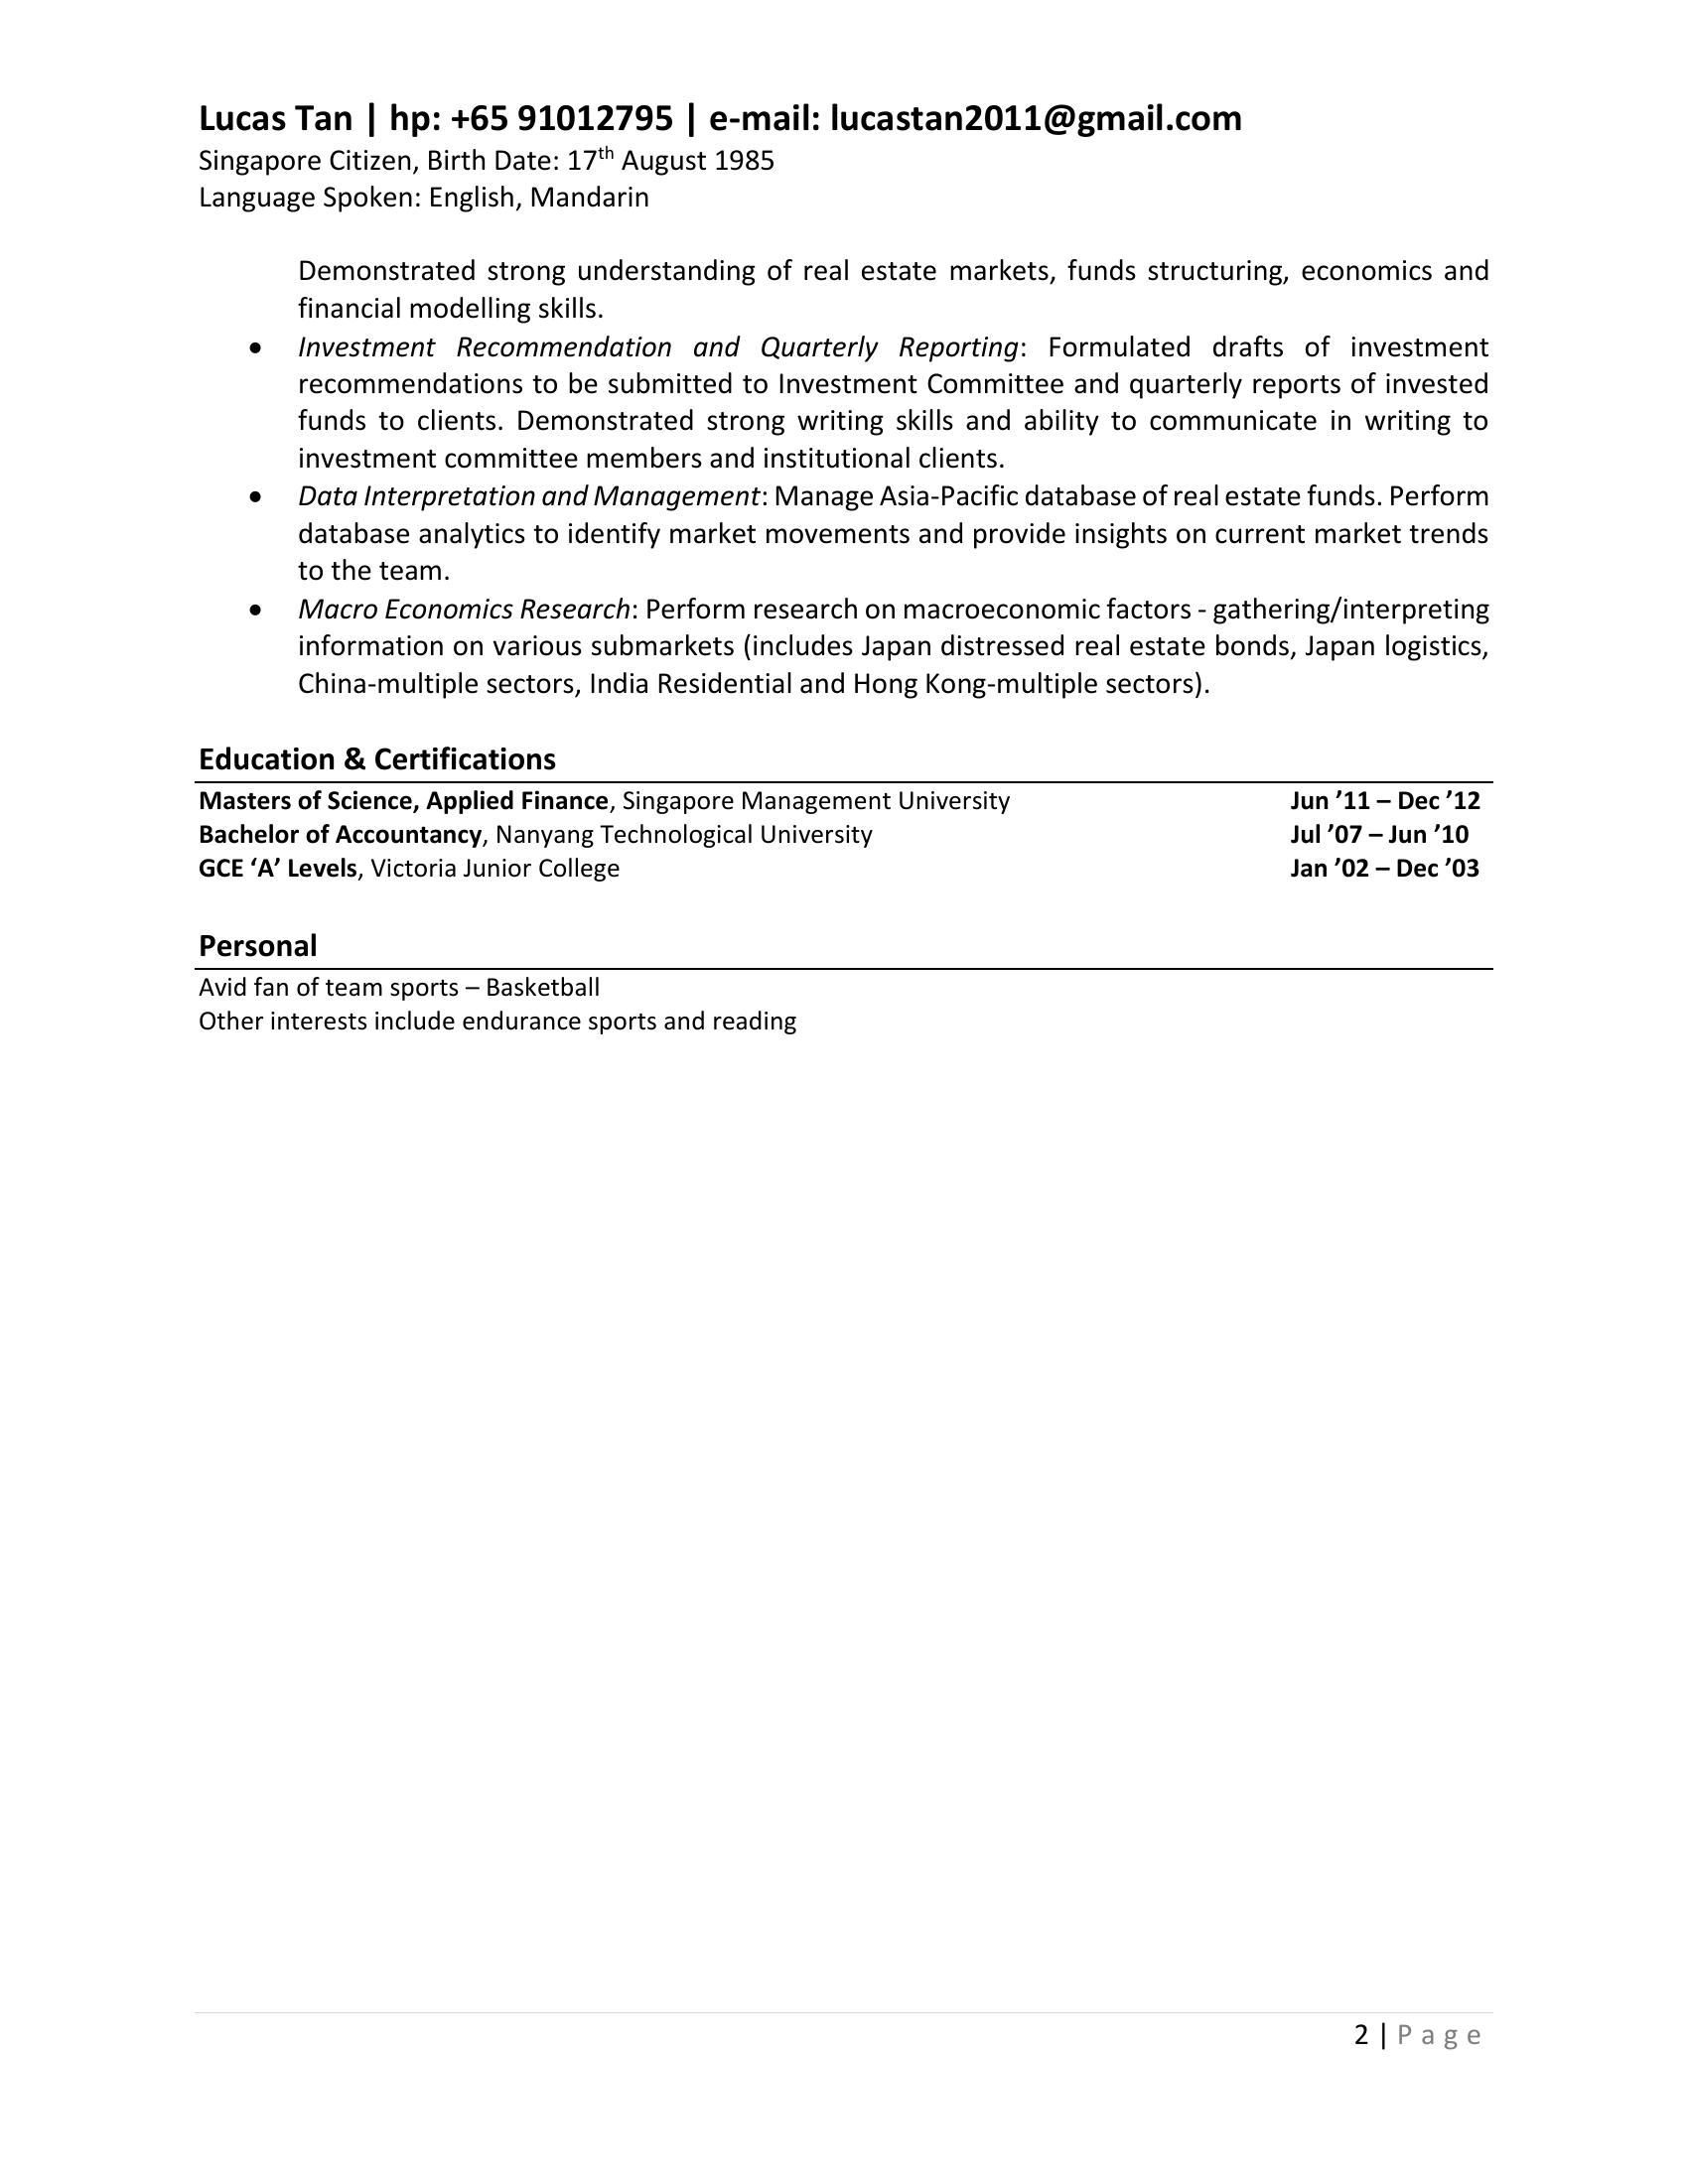 Lucas Tan | hp: +65 91012795 | e-mail: lucastan2011@gmail.com
Singapore Citizen, Birth Date: 17th August 1985
Language Spoken: English, Mandarin
Demonstrated strong understanding of real estate markets, funds structuring, economics and
financial modelling skills.
• Investment Recommendation and Quarterly Reporting: Formulated drafts of investment
recommendations to be submitted to Investment Committee and quarterly reports of invested
funds to clients. Demonstrated strong writing skills and ability to communicate in writing to
investment committee members and institutional clients.
• Data Interpretation and Management: Manage Asia-Pacific database of real estate funds. Perform
database analytics to identify market movements and provide insights on current market trends
to the team.
• Macro Economics Research: Perform research on macroeconomic factors - gathering/interpreting
information on various submarkets (includes Japan distressed real estate bonds, Japan logistics,
China-multiple sectors, India Residential and Hong Kong-multiple sectors).
Education & Certifications
Masters of Science, Applied Finance, Singapore Management University Jun ’11 – Dec ’12
Bachelor of Accountancy, Nanyang Technological University Jul ’07 – Jun ’10
GCE ‘A’ Levels, Victoria Junior College Jan ’02 – Dec ’03
Personal
Avid fan of team sports – Basketball
Other interests include endurance sports and reading
2 | Page